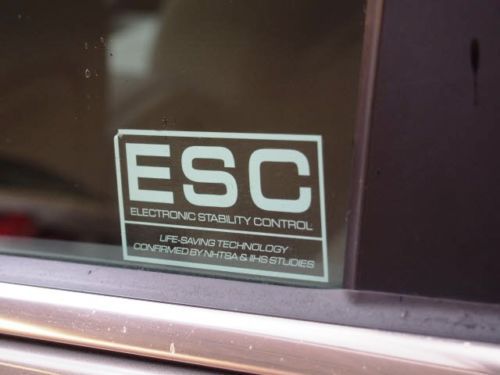 ESC
ELECTRONIC STABILITY CONTROL
LIFE-SAVING TECHNOLOGY
CONFIRMED BY NHTSA & IIHS STUDIES